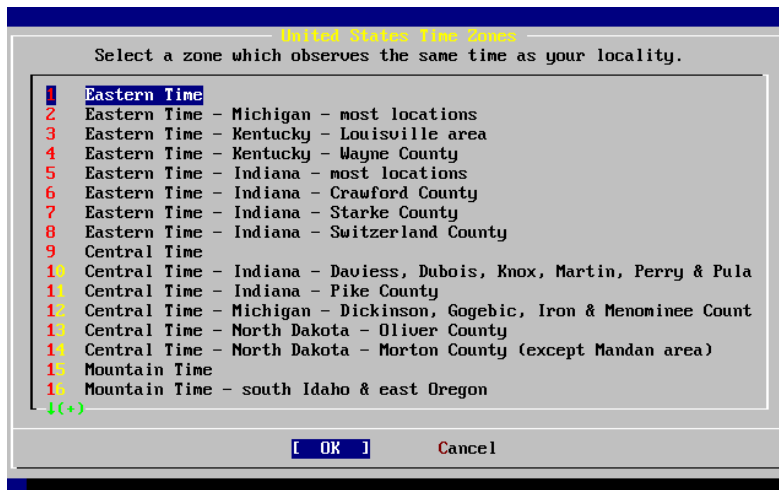 United States Time Zones
Select a zone which observes the same time as your locality.
1 Eastern Time
2 Eastern Time - Michigan - most locations
3 Eastern Time - Kentucky - Louisville area
4 Eastern Time - Kentucky - Wayne County
5 Eastern Time - Indiana - most locations
6 Eastern Time - Indiana - Crawford County
7 Eastern Time - Indiana - Starke County
8 Eastern Time - Indiana - Switzerland County
9 Central Time
10 Central Time - Indiana - Daviess, Dubois, Knox, Martin, Perry & Pula
11 Central Time - Indiana - Pike County
12 Central Time - Michigan - Dickinson, Gogebic, Iron & Menominee Count
13 Central Time - North Dakota - Oliver County
14 Central Time - North Dakota - Morton County (except Mandan area)
15 Mountain Time
16 Mountain Time - south Idaho & east Oregon
↓(+)
[ OK ] Cancel